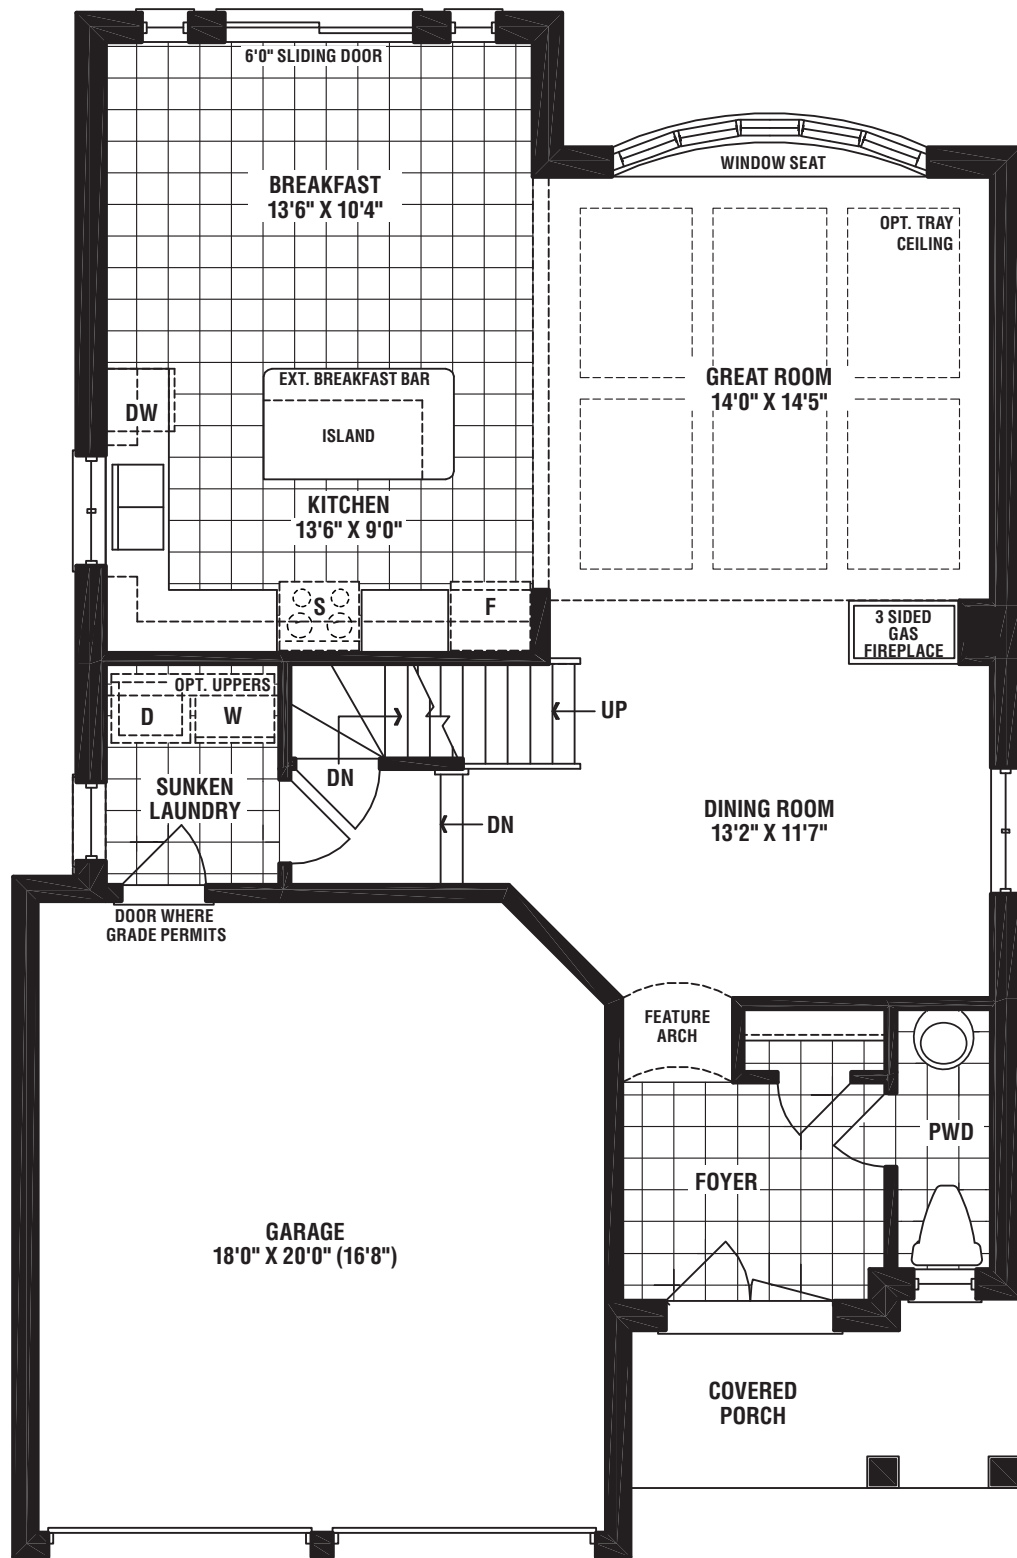 6'0" SLIDING DOOR
BREAKFAST
13'6" X 10'4"
WINDOW SEAT
OPT. TRAY
CEILING
GREAT ROOM
14'0" X 14'5"
EXT. BREAKFAST BAR
ISLAND
DW
KITCHEN
13'6" X 9'0"
S
F
3 SIDED
GAS
FIREPLACE
OPT. UPPERS
D
W
UP
DN
SUNKEN
LAUNDRY
DN
DINING ROOM
13'2" X 11'7"
DOOR WHERE
GRADE PERMITS
FEATURE
ARCH
PWD
FOYER
GARAGE
18'0" X 20'0" (16'8")
COVERED
PORCH